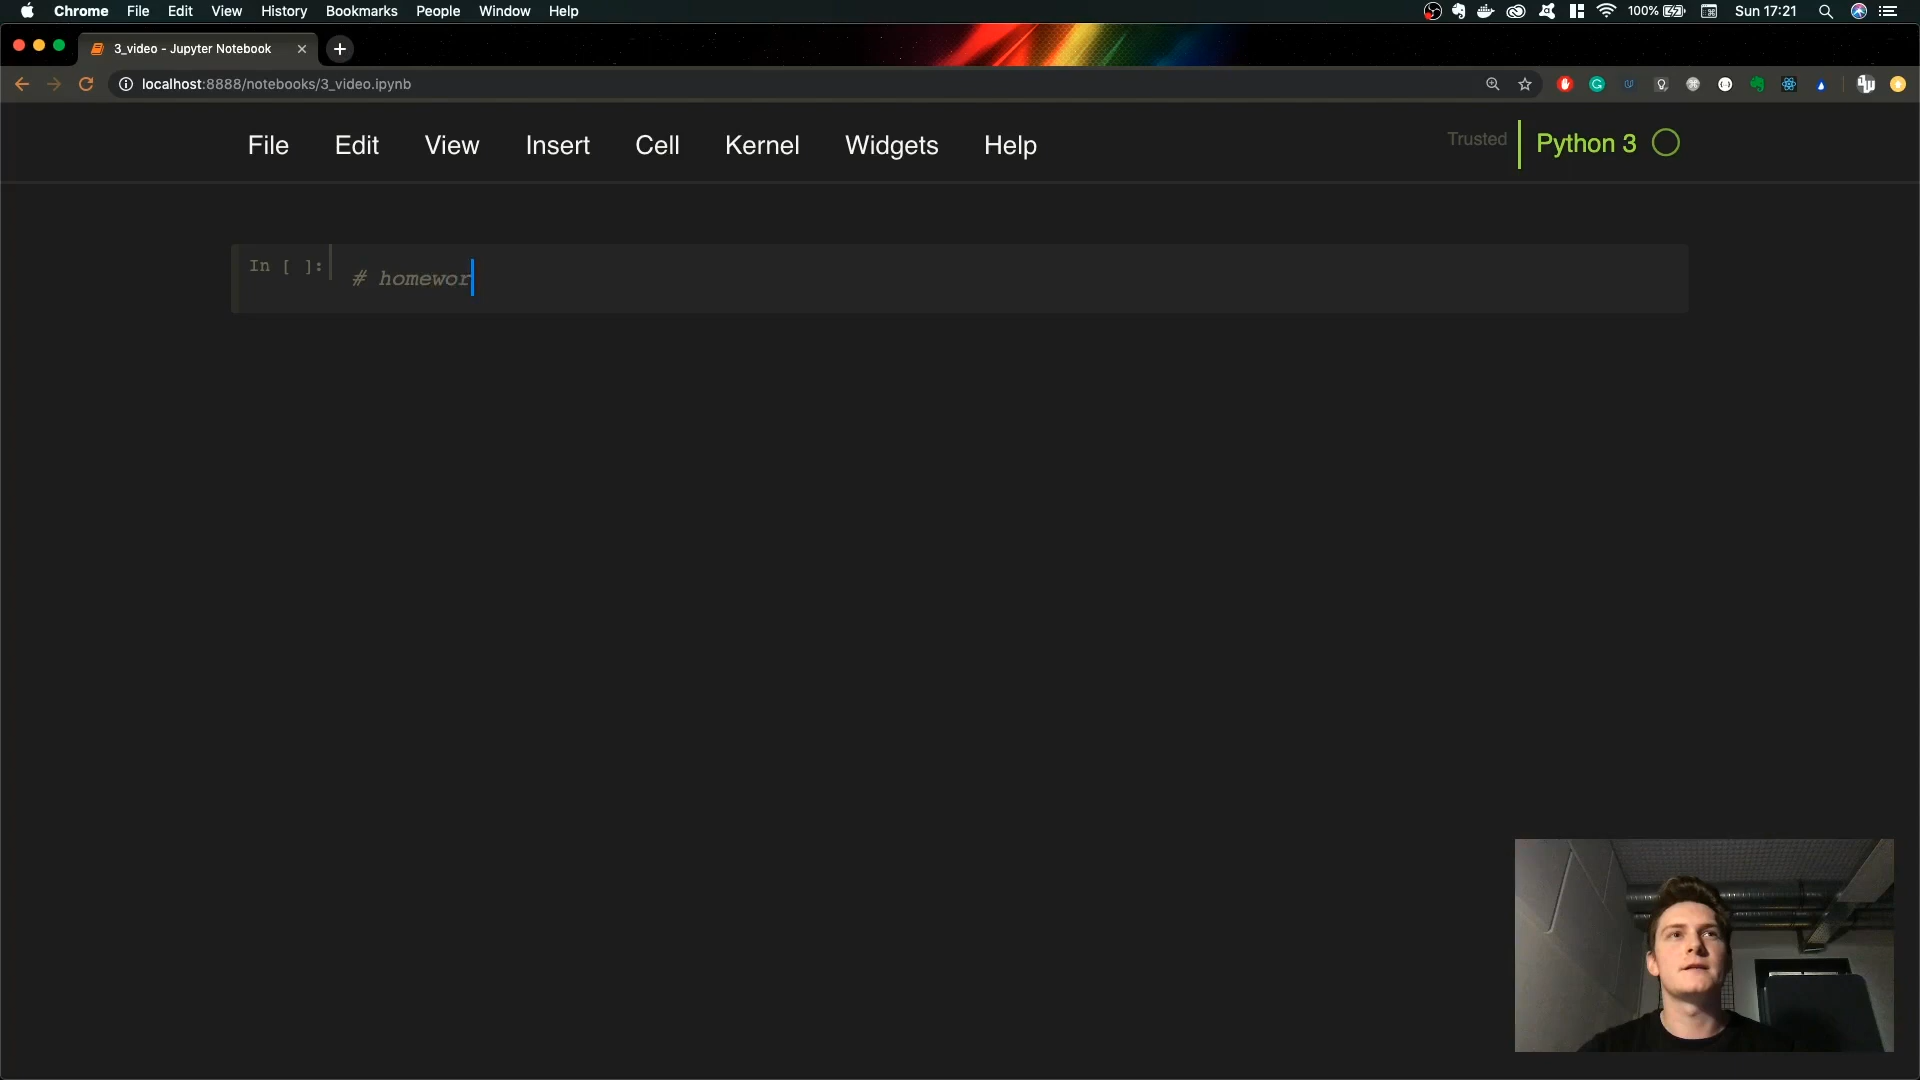 Chrome File Edit View History Bookmarks People Window Help 100% Sun 17:21
3_video - Jupyter Notebook
localhost:8888/notebooks/3_video.ipynb
File Edit View Insert Cell Kernel Widgets Help Trusted Python 3
In [ ]: # homewor